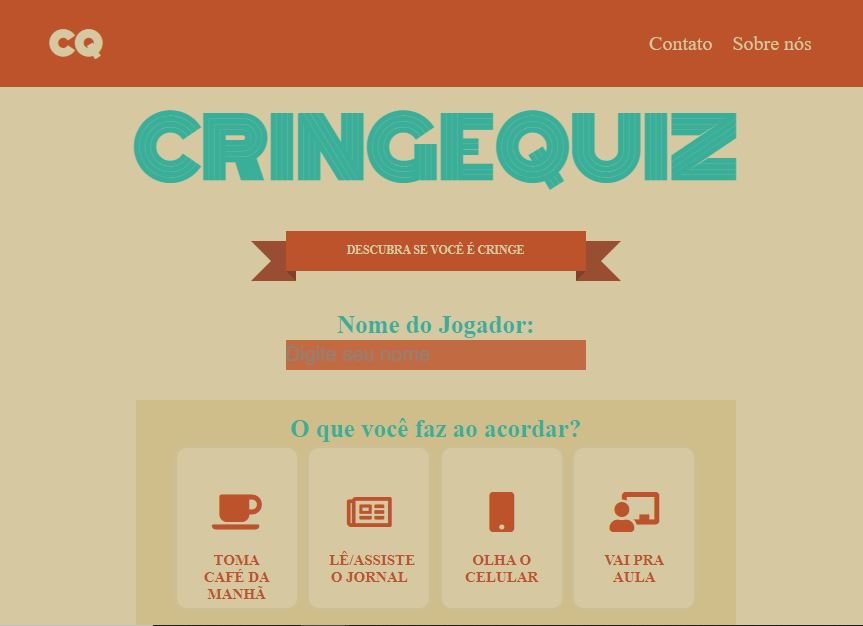 CQ
Contato Sobre nós
CRINGEQUIZ
DESCUBRA SE VOCÊ É CRINGE
Nome do Jogador:
Digite seu nome
O que você faz ao acordar?
TOMA
CAFÉ DA
MANHÃ
LÊ/ASSISTE
O JORNAL
OLHA O
CELULAR
VAI PRA
AULA